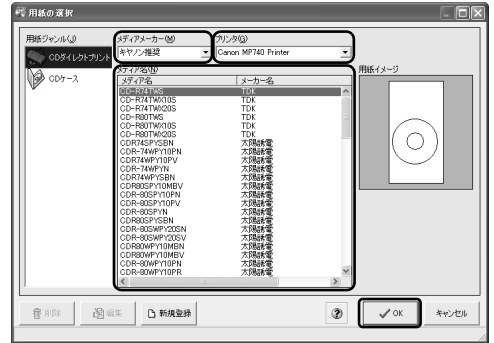 用紙の選択
用紙ジャンル(J)
メディアメーカー(M)
プリンタ(G)
CDダイレクトプリント
CDケース
キヤノン推奨
Canon MP740 Printer
メディア名(N)
用紙イメージ
メディア名 メーカー名
CD-R74TWS TDK
CD-R74TWX10S TDK
CD-R74TWX20S TDK
CD-R80TWS TDK
CD-R80TWX10S TDK
CD-R80TWX20S TDK
CDR74SPYSBN 太陽誘電
CDR-74WPY10PN 太陽誘電
CDR74WPY10PV 太陽誘電
CDR-74WPYN 太陽誘電
CDR74WPYSBN 太陽誘電
CDR80SPY10MBV 太陽誘電
CDR-80SPY10PN 太陽誘電
CDR-80SPY10PV 太陽誘電
CDR-80SPYN 太陽誘電
CDR80SPYSBN 太陽誘電
CDR-80SWPY20SN 太陽誘電
CDR-80SWPY20SV 太陽誘電
CDR80WPY10MBN 太陽誘電
CDR80WPY10MBV 太陽誘電
CDR-80WPY10PN 太陽誘電
CDR-80WPY10PR 太陽誘電
削除
編集
新規登録
OK
キャンセル